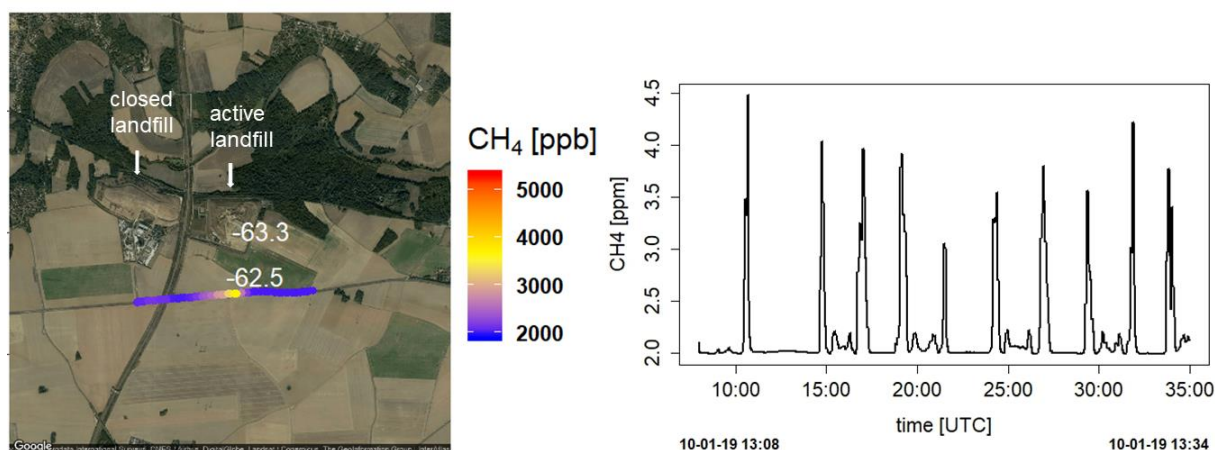 closed
landfill
active
landfill
-63.3
-62.5
Google
CH₄ [ppb]
5000
4000
3000
2000
CH4 [ppm]
4.5
4.0
3.5
3.0
2.5
2.0
10:00 15:00 20:00 25:00 30:00 35:00
time [UTC]
10-01-19 13:08 10-01-19 13:34